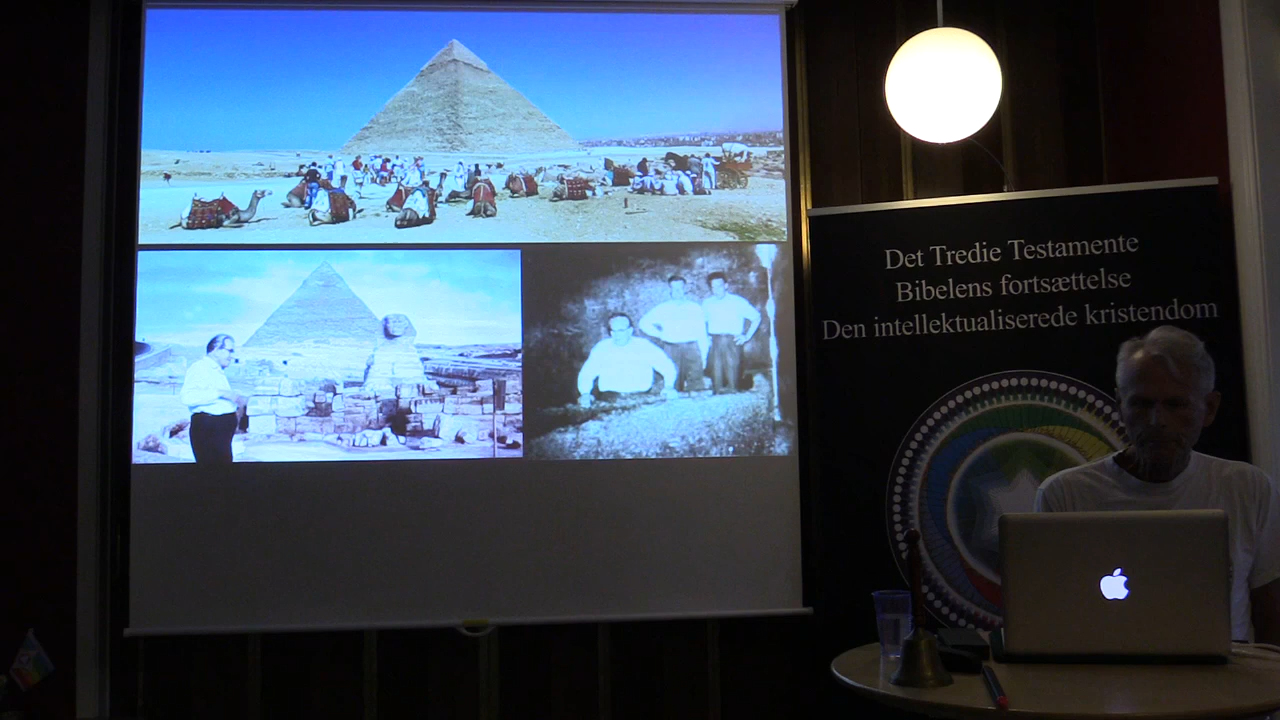 Det Tredie Testamente
Bibelens fortsættelse
Den intellektualiserede kristendom